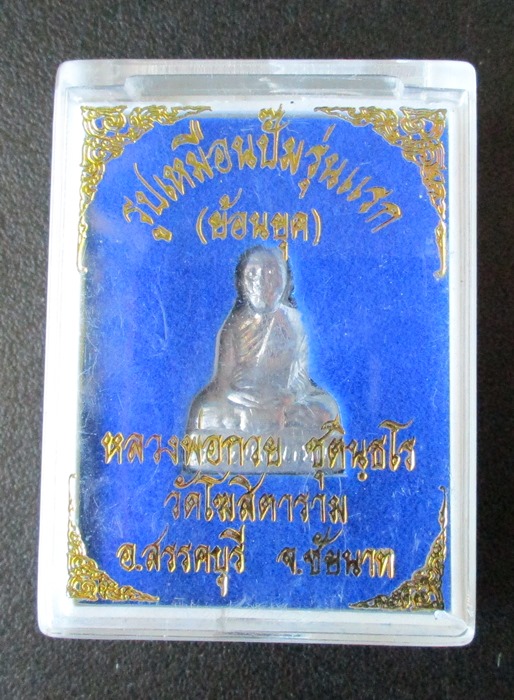 รูปเหมือนปั๊มรุ่นแรก
(ย้อนยุค)
หลวงพ่อกวย ชุตินฺธโร
วัดโฆสิตาราม
อ.สรรคบุรี จ.ชัยนาท